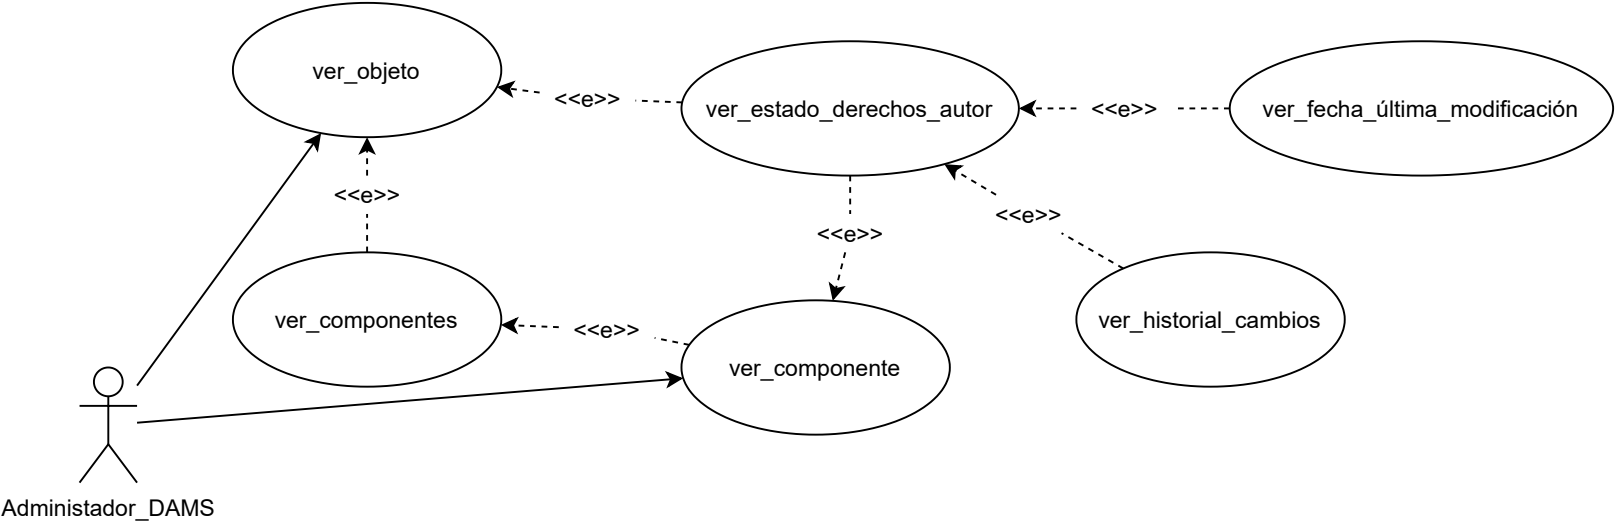 ver_objeto
<<e>>
ver_estado_derechos_autor
<<e>>
ver_fecha_última_modificación
<<e>>
<<e>>
<<e>>
ver_componentes
<<e>>
ver_componente
ver_historial_cambios
Administador_DAMS